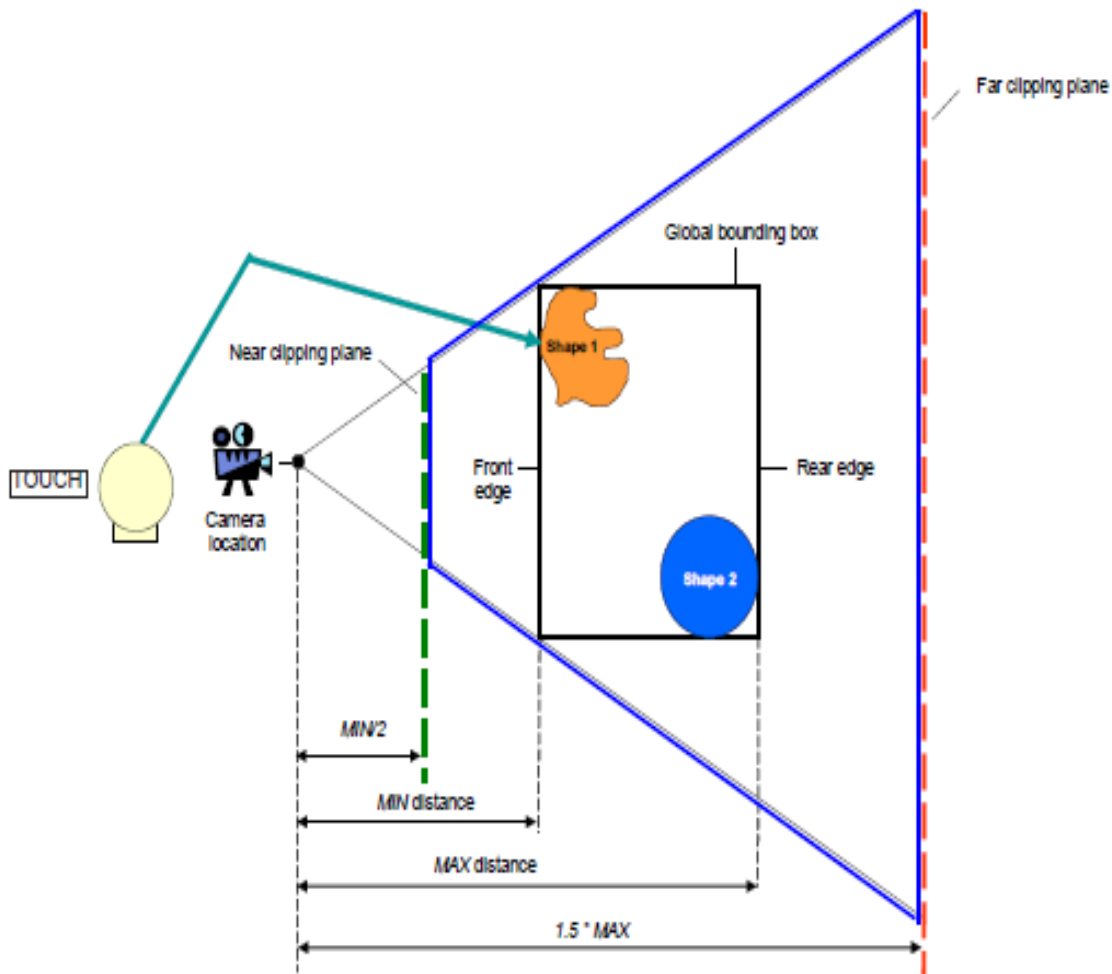 Far clipping plane
Global bounding box
Shape 1
Near clipping plane
TOUCH
Front
edge
Rear edge
Camera
location
Shape 2
MIN/2
MIN distance
MAX distance
1.5 * MAX